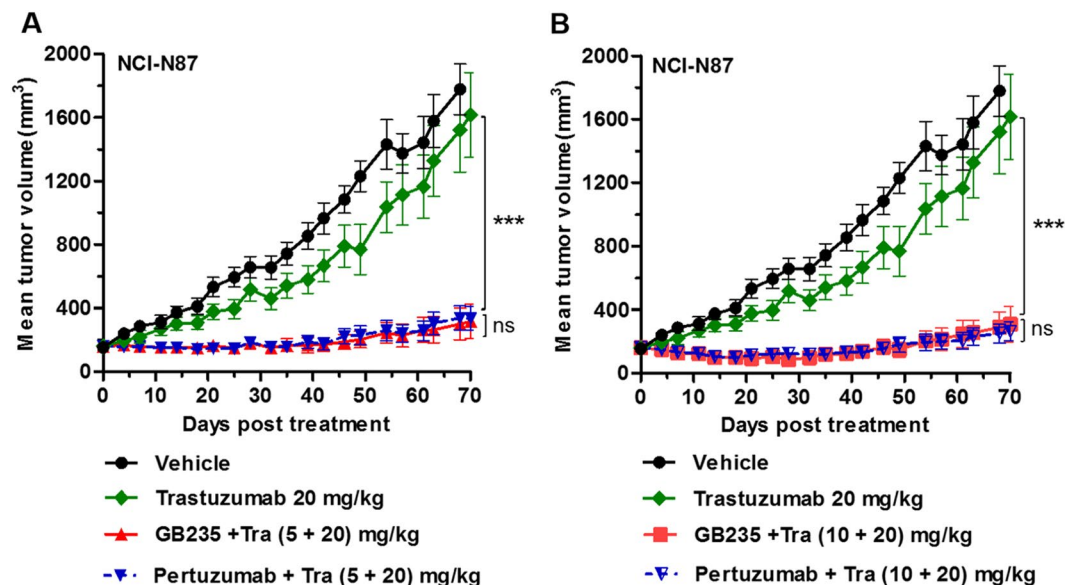 A
NCI-N87
Mean tumor volume(mm³)
2000
1600
1200
800
400
0
0 10 20 30 40 50 60 70
Days post treatment
***
ns
Vehicle
Trastuzumab 20 mg/kg
GB235 +Tra (5 + 20) mg/kg
Pertuzumab + Tra (5 + 20) mg/kg
B
NCI-N87
Mean tumor volume(mm³)
2000
1600
1200
800
400
0
0 10 20 30 40 50 60 70
Days post treatment
***
ns
Vehicle
Trastuzumab 20 mg/kg
GB235 +Tra (10 + 20) mg/kg
Pertuzumab + Tra (10 + 20) mg/kg